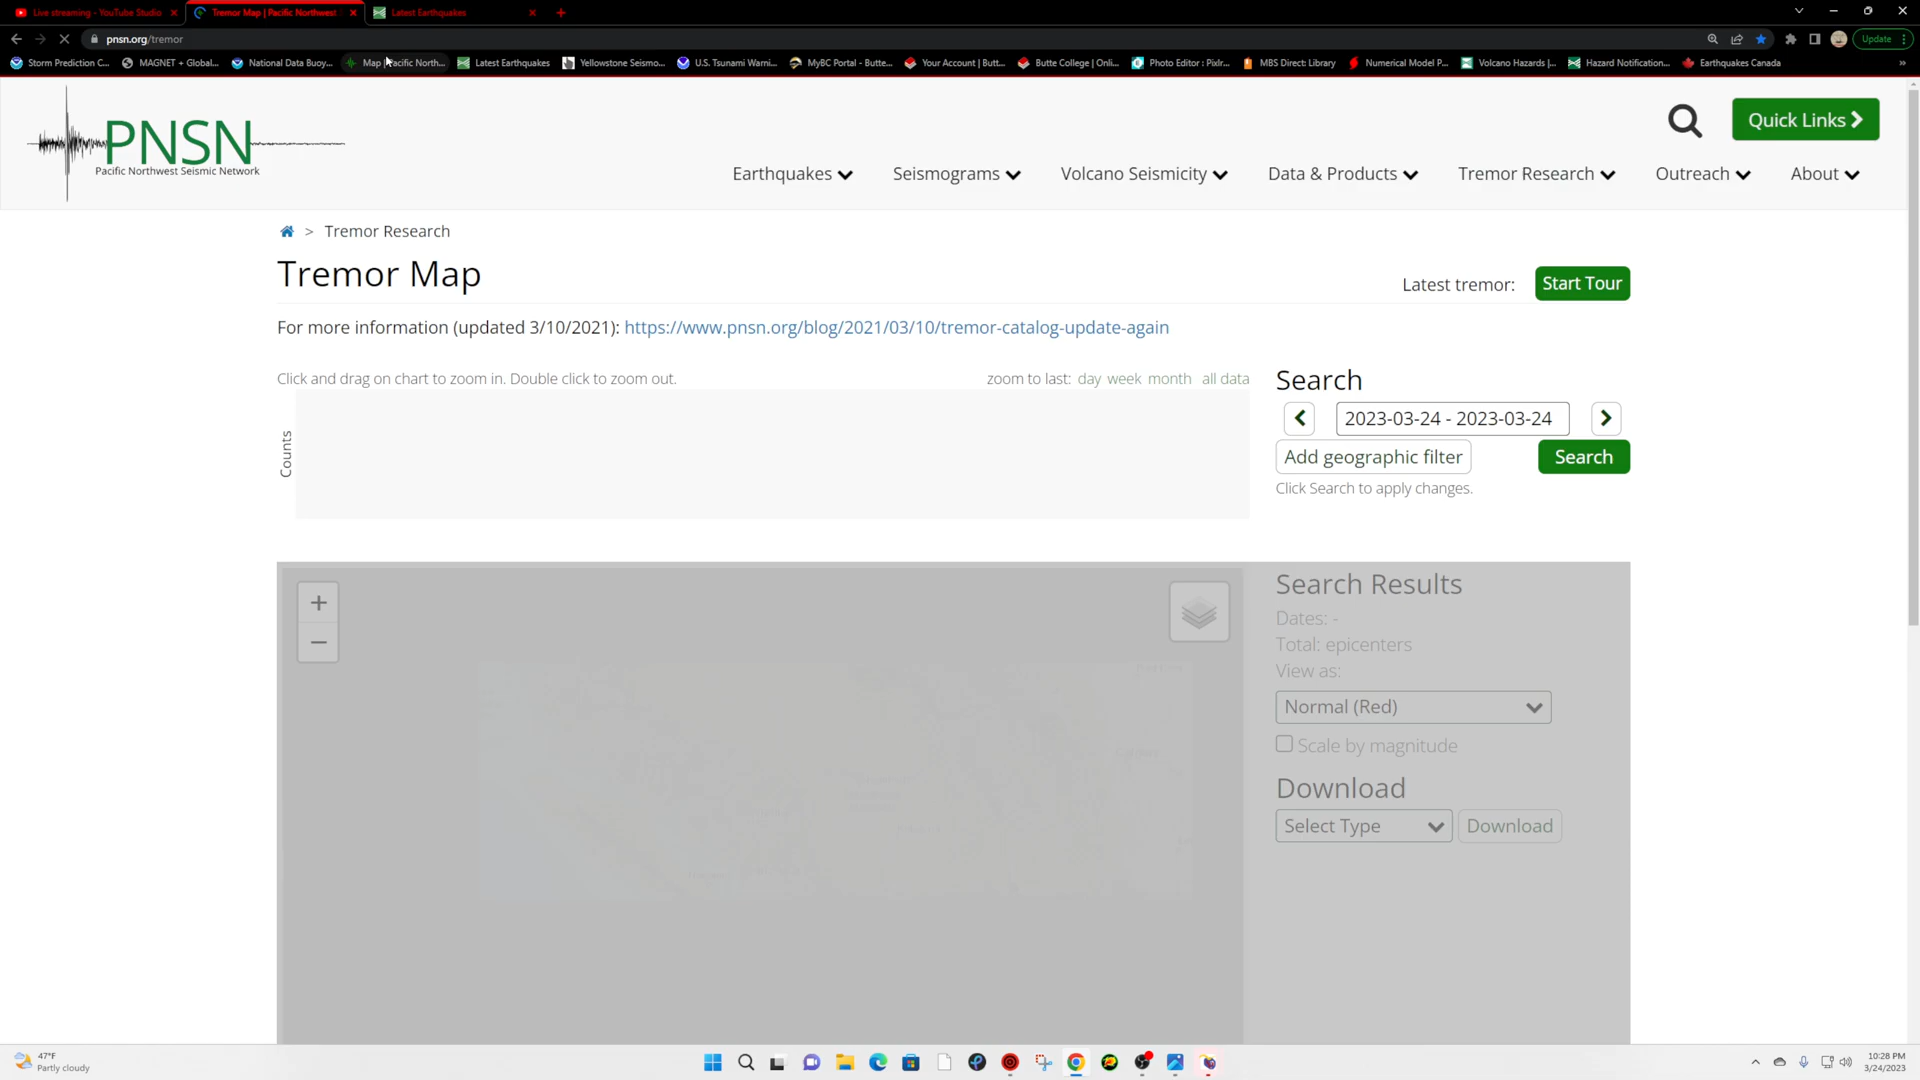 Live streaming - YouTube Studio
Tremor Map | Pacific Northwest
Latest Earthquakes
pnsn.org/tremor
Update
Storm Prediction C...
MAGNET + Global...
National Data Buoy...
Map | Pacific North...
Latest Earthquakes
Yellowstone Seismo...
U.S. Tsunami Warni...
MyBC Portal - Butte...
Your Account | Butt...
Butte College | Onli...
Photo Editor : Pixlr...
MBS Direct Library
Numerical Model P...
Volcano Hazards |...
Hazard Notification...
Earthquakes Canada
PNSN
Pacific Northwest Seismic Network
Quick Links
Earthquakes
Seismograms
Volcano Seismicity
Data & Products
Tremor Research
Outreach
About
> Tremor Research
Tremor Map
Latest tremor:
Start Tour
For more information (updated 3/10/2021): https://www.pnsn.org/blog/2021/03/10/tremor-catalog-update-again
Click and drag on chart to zoom in. Double click to zoom out.
zoom to last: day week month all data
Counts
Search
2023-03-24 - 2023-03-24
Add geographic filter
Search
Click Search to apply changes.
+
−
Search Results
Dates: -
Total: epicenters
View as:
Normal (Red)
Scale by magnitude
Download
Select Type
Download
47°F
Partly cloudy
10:28 PM
3/24/2023